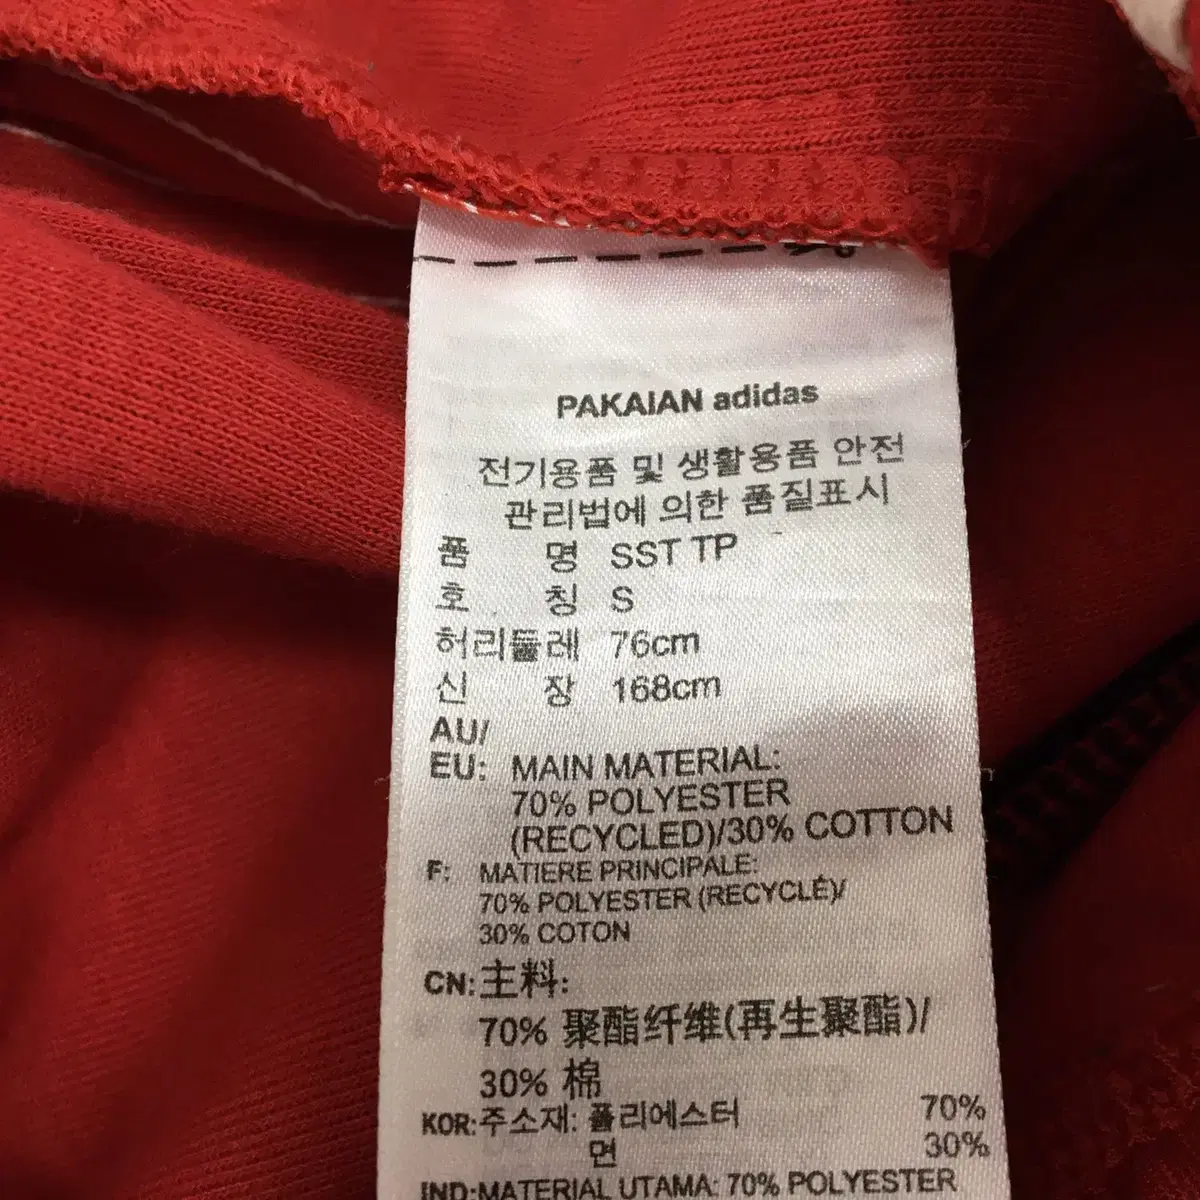 PAKAIAN adidas
전기용품 및 생활용품 안전
관리법에 의한 품질표시
품 명 SST TP
호 칭 S
허리둘레 76cm
신 장 168cm
AU/
EU: MAIN MATERIAL:
70% POLYESTER
(RECYCLED)/30% COTTON
F: MATIERE PRINCIPALE:
70% POLYESTER (RECYCLÉ)/
30% COTON
CN:主料:
70% 聚酯纤维(再生聚酯)/
30% 棉
KOR:주소재: 폴리에스터 70%
면 30%
IND:MATERIAL UTAMA: 70% POLYESTER